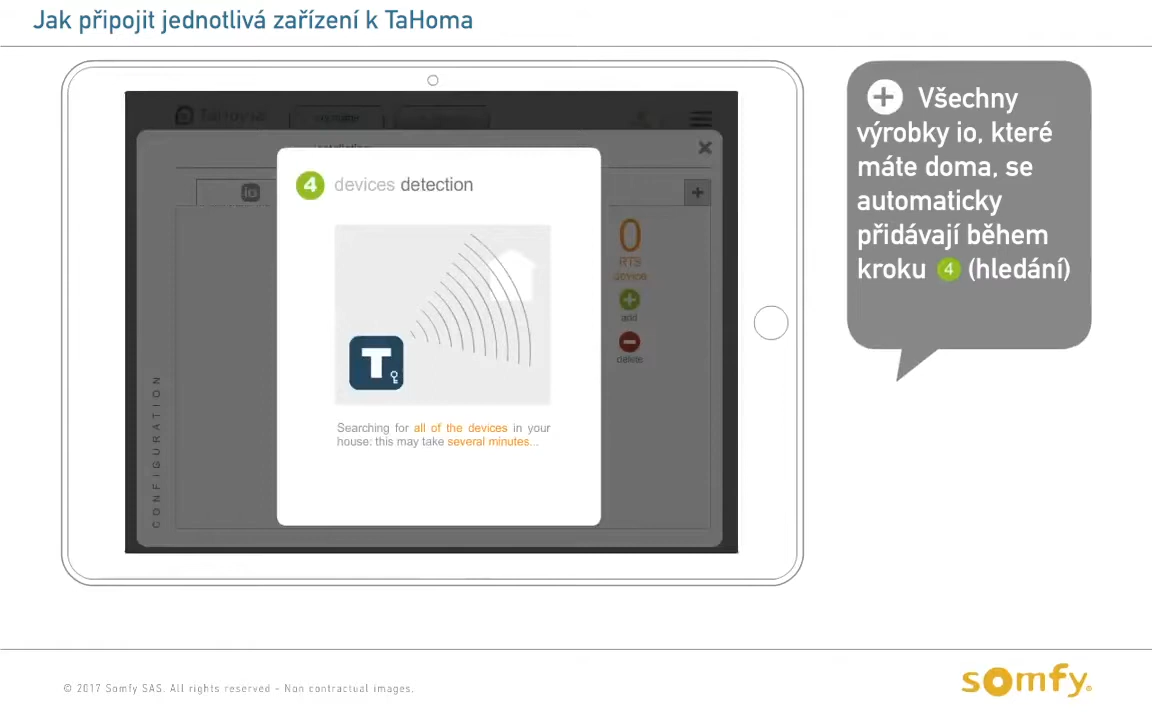 Jak připojit jednotlivá zařízení k TaHoma
TaHoma
io
4 devices detection
0
RTS
device
add
delete
T
Searching for all of the devices in your
house: this may take several minutes...
CONFIGURATION
Všechny
výrobky io, které
máte doma, se
automaticky
přidávají během
kroku 4 (hledání)
© 2017 Somfy SAS. All rights reserved - Non contractual images.
somfy®